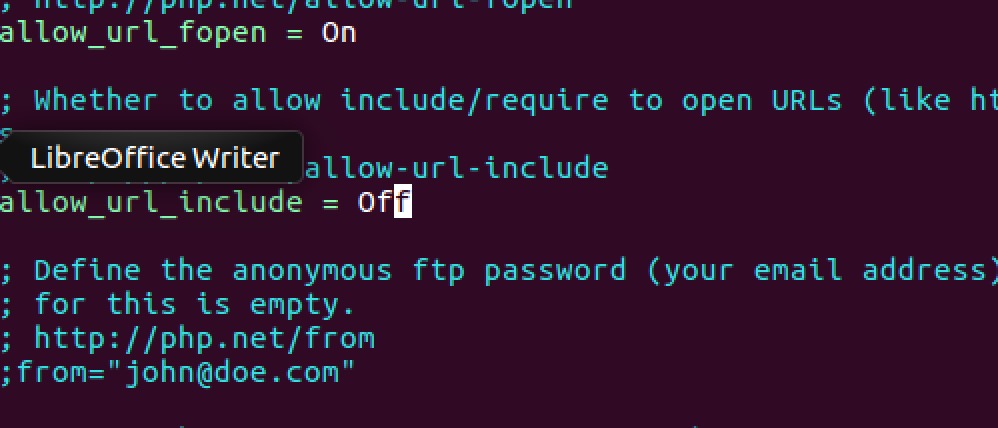 ; http://php.net/allow-url-fopen
allow_url_fopen = On
; Whether to allow include/require to open URLs (like ht
LibreOffice Writer
allow-url-include
allow_url_include = Off
; Define the anonymous ftp password (your email address)
; for this is empty.
; http://php.net/from
;from="john@doe.com"